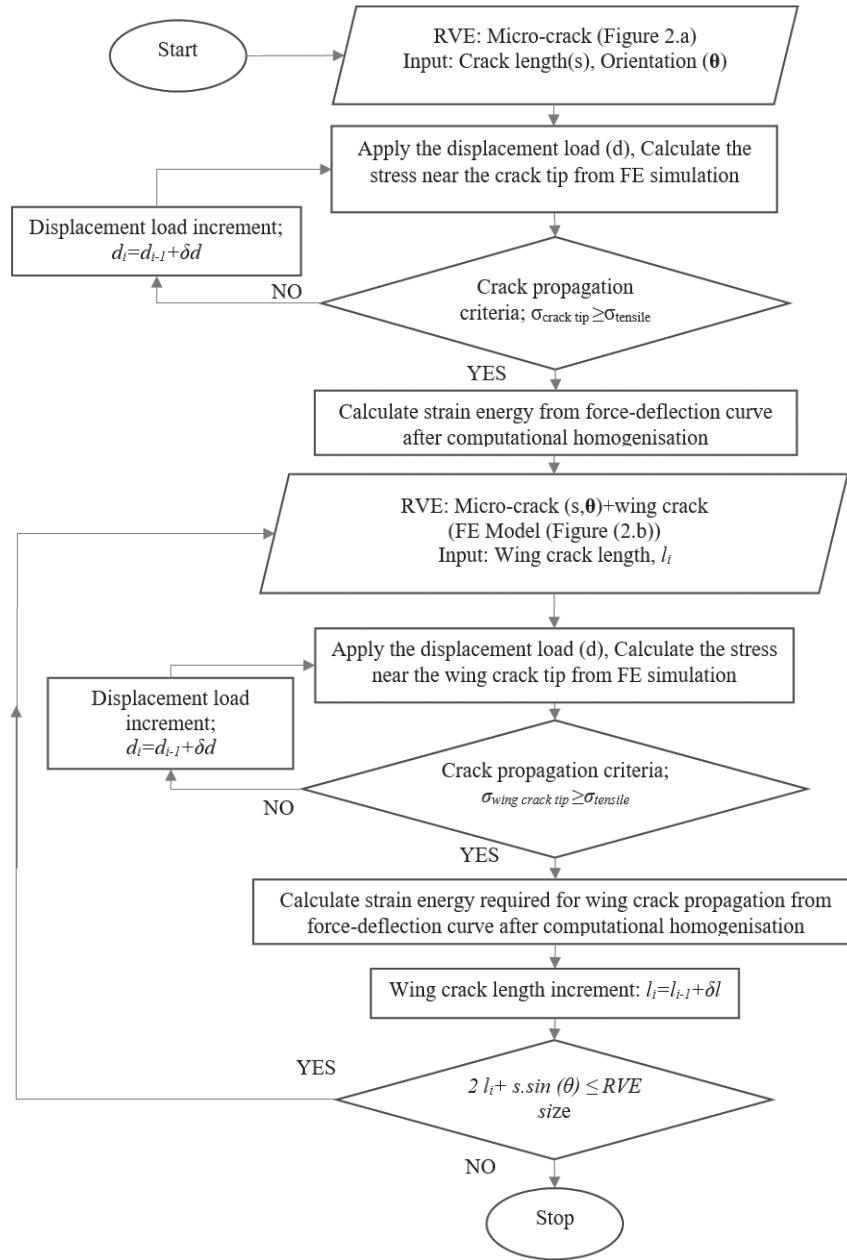 Start
RVE: Micro-crack (Figure 2.a)
Input: Crack length(s), Orientation (θ)
Apply the displacement load (d), Calculate the
stress near the crack tip from FE simulation
Displacement load increment;
dᵢ=dᵢ₋₁+δd
NO
Crack propagation
criteria; σcrack tip ≥σtensile
YES
Calculate strain energy from force-deflection curve
after computational homogenisation
RVE: Micro-crack (s,θ)+wing crack
(FE Model (Figure (2.b))
Input: Wing crack length, lᵢ
Apply the displacement load (d), Calculate the stress
near the wing crack tip from FE simulation
Displacement load
increment;
dᵢ=dᵢ₋₁+δd
NO
Crack propagation criteria;
σwing crack tip ≥σtensile
YES
Calculate strain energy required for wing crack propagation from
force-deflection curve after computational homogenisation
Wing crack length increment: lᵢ=lᵢ₋₁+δl
YES
2 lᵢ+ s.sin (θ) ≤ RVE
size
NO
Stop